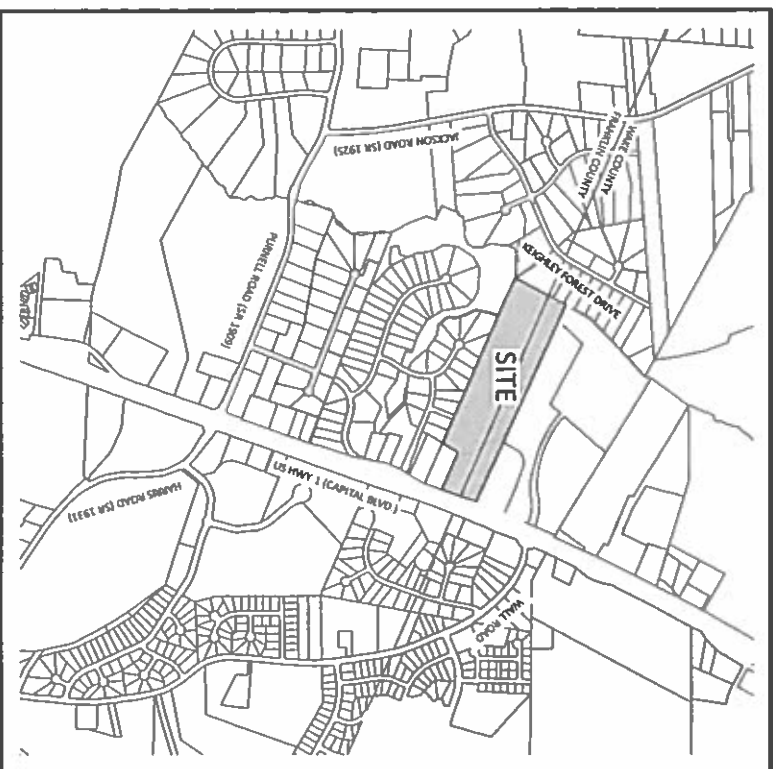 WAKE COUNTY
FRANKLIN COUNTY
JACKSON ROAD (SR 1925)
KEIGHLEY FOREST DRIVE
PURNELL ROAD (SR 1909)
SITE
US HWY 1 (CAPITAL BLVD)
HARRIS ROAD (SR 1931)
WALL ROAD